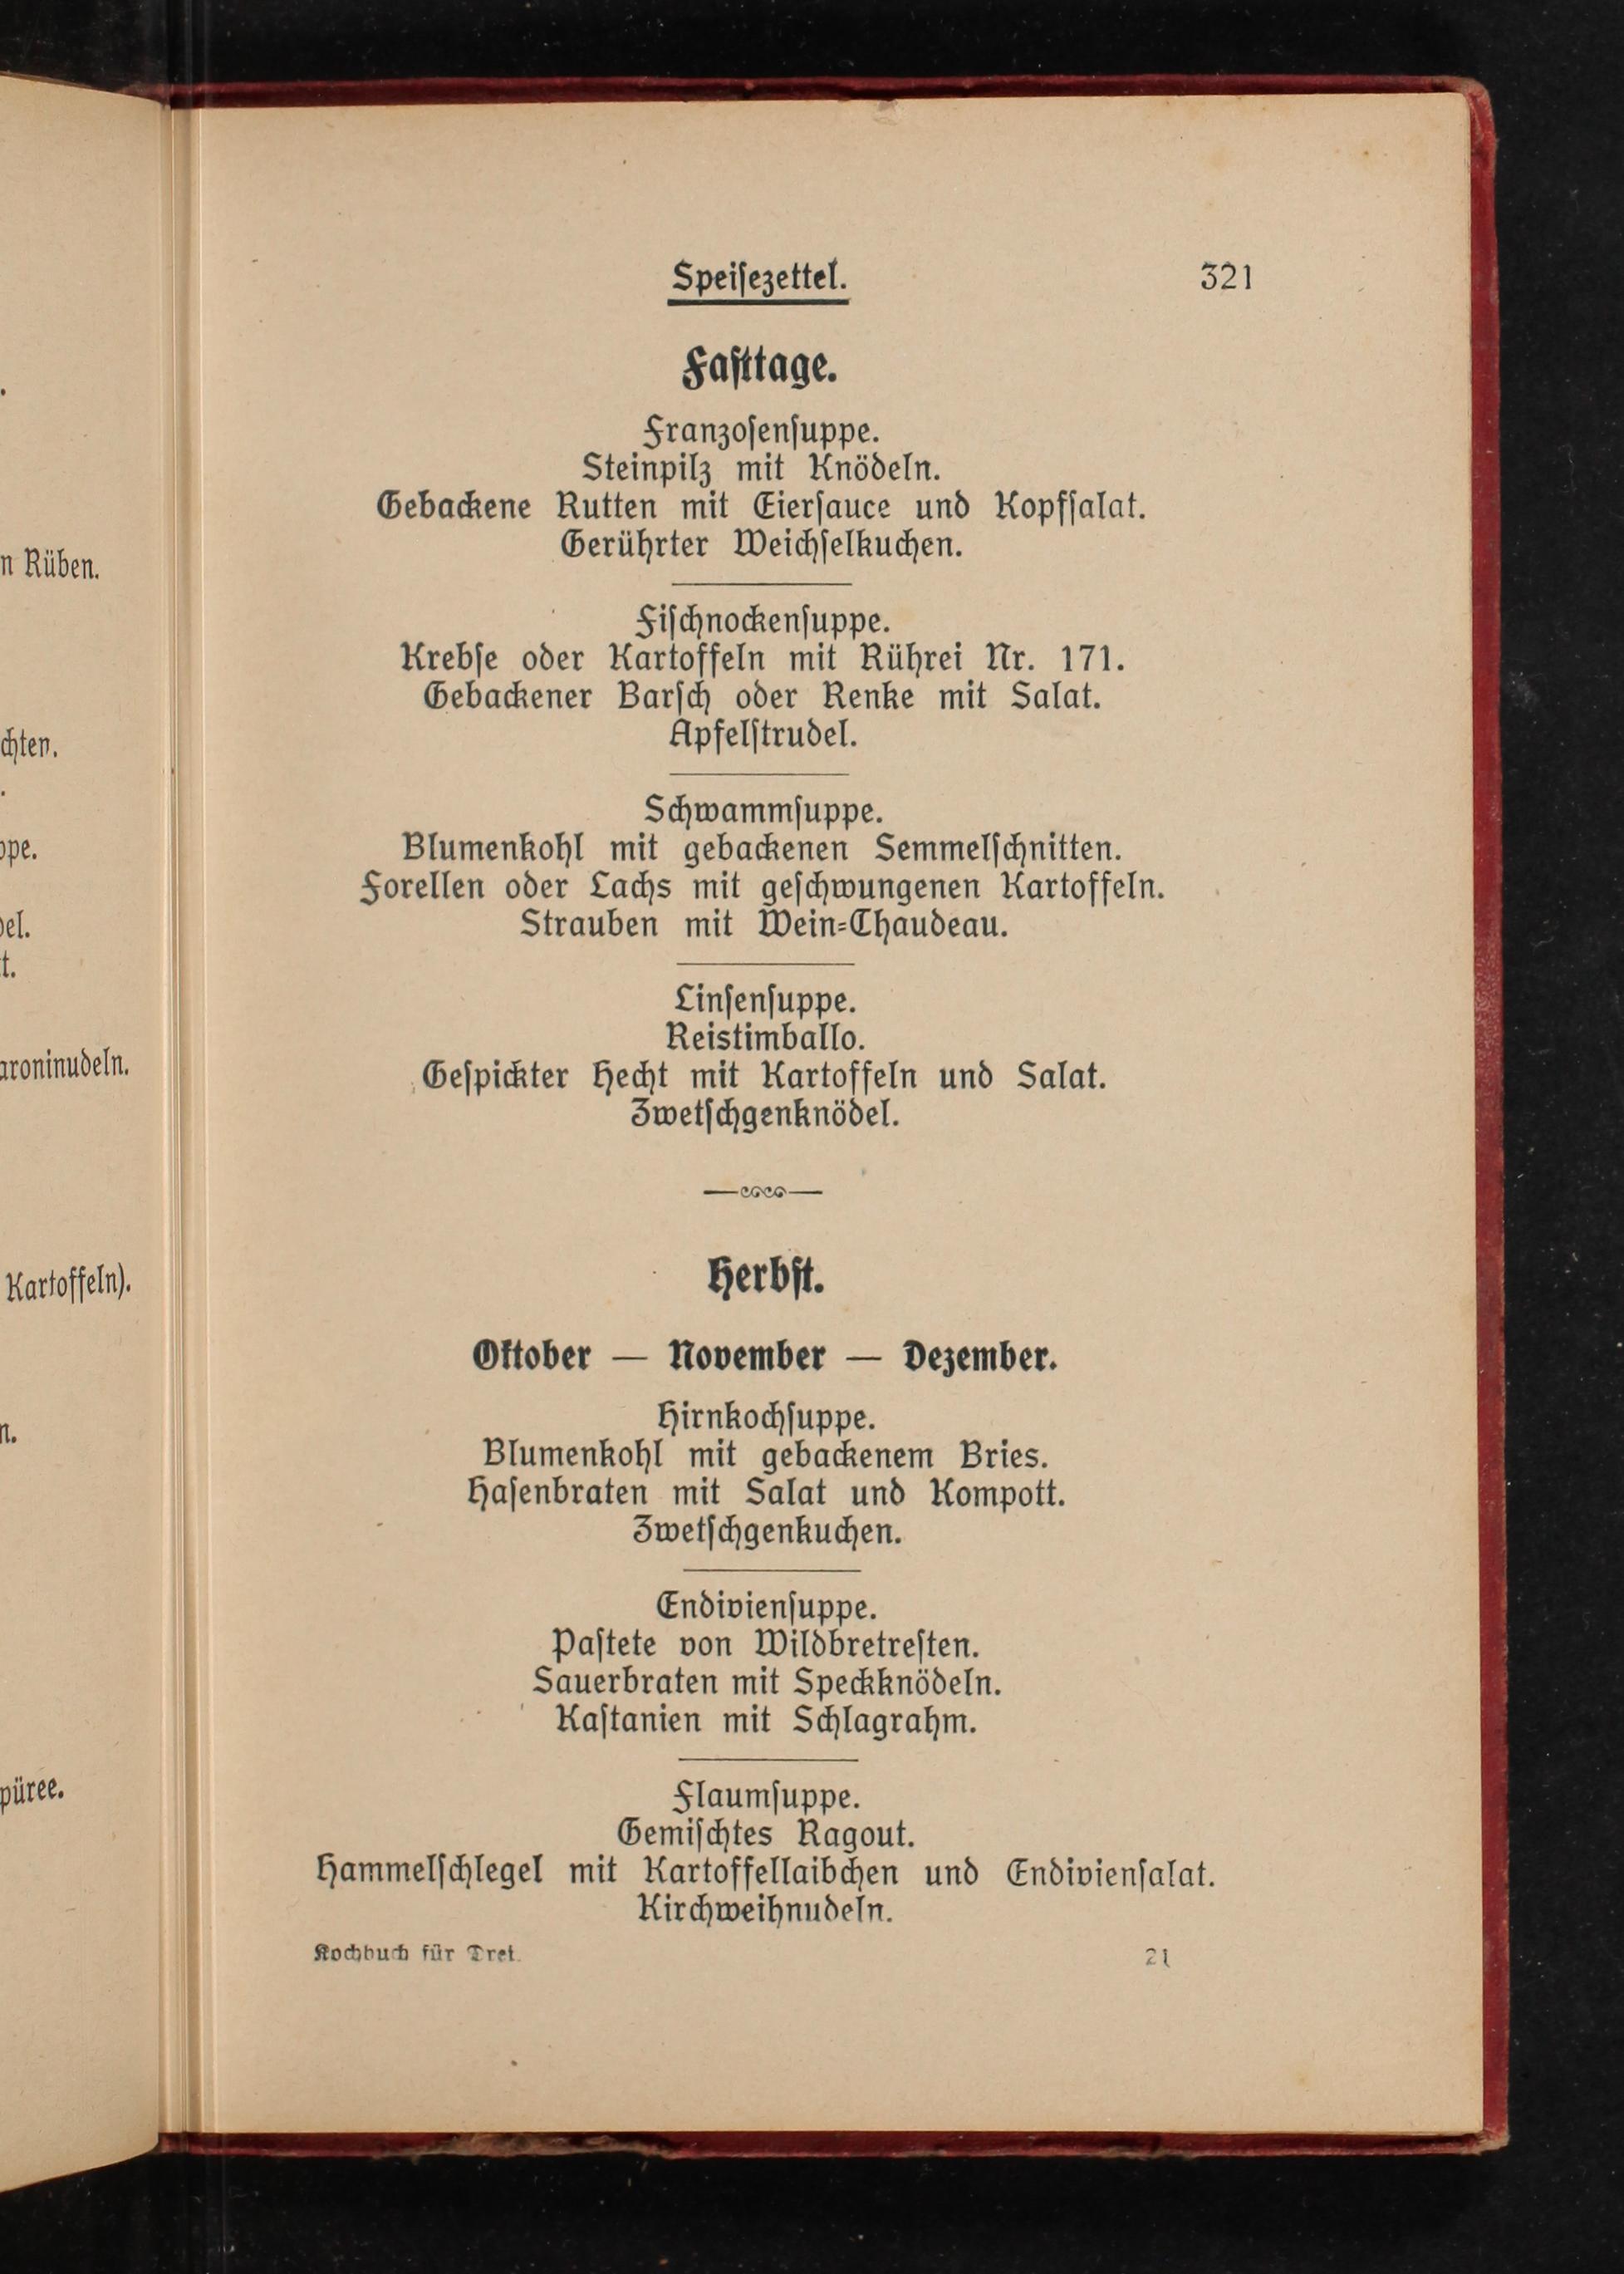 n Rüben.
chten.
ppe.
del.
t.
aroninudeln.
Kartoffeln).
n.
püree.
Speiſezettel.
321
Faſttage.
Franzoſenſuppe.
Steinpilz mit Knödeln.
Gebackene Rutten mit Eierſauce und Kopfſalat.
Gerührter Weichſelkuchen.
Fiſchnockenſuppe.
Krebſe oder Kartoffeln mit Rührei Nr. 171.
Gebackener Barſch oder Renke mit Salat.
Apfelſtrudel.
Schwammſuppe.
Blumenkohl mit gebackenen Semmelſchnitten.
Forellen oder Lachs mit geſchwungenen Kartoffeln.
Strauben mit Wein=Chaudeau.
Linſenſuppe.
Reistimballo.
Geſpickter Hecht mit Kartoffeln und Salat.
Zwetſchgenknödel.
Herbſt.
Oktober — November — Dezember.
Hirnkochſuppe.
Blumenkohl mit gebackenem Bries.
Haſenbraten mit Salat und Kompott.
Zwetſchgenkuchen.
Endivienſuppe.
Paſtete von Wildbretreſten.
Sauerbraten mit Speckknödeln.
Kaſtanien mit Schlagrahm.
Flaumſuppe.
Gemiſchtes Ragout.
Hammelſchlegel mit Kartoffellaibchen und Endivienſalat.
Kirchweihnudeln.
Kochbuch für Drei.
21